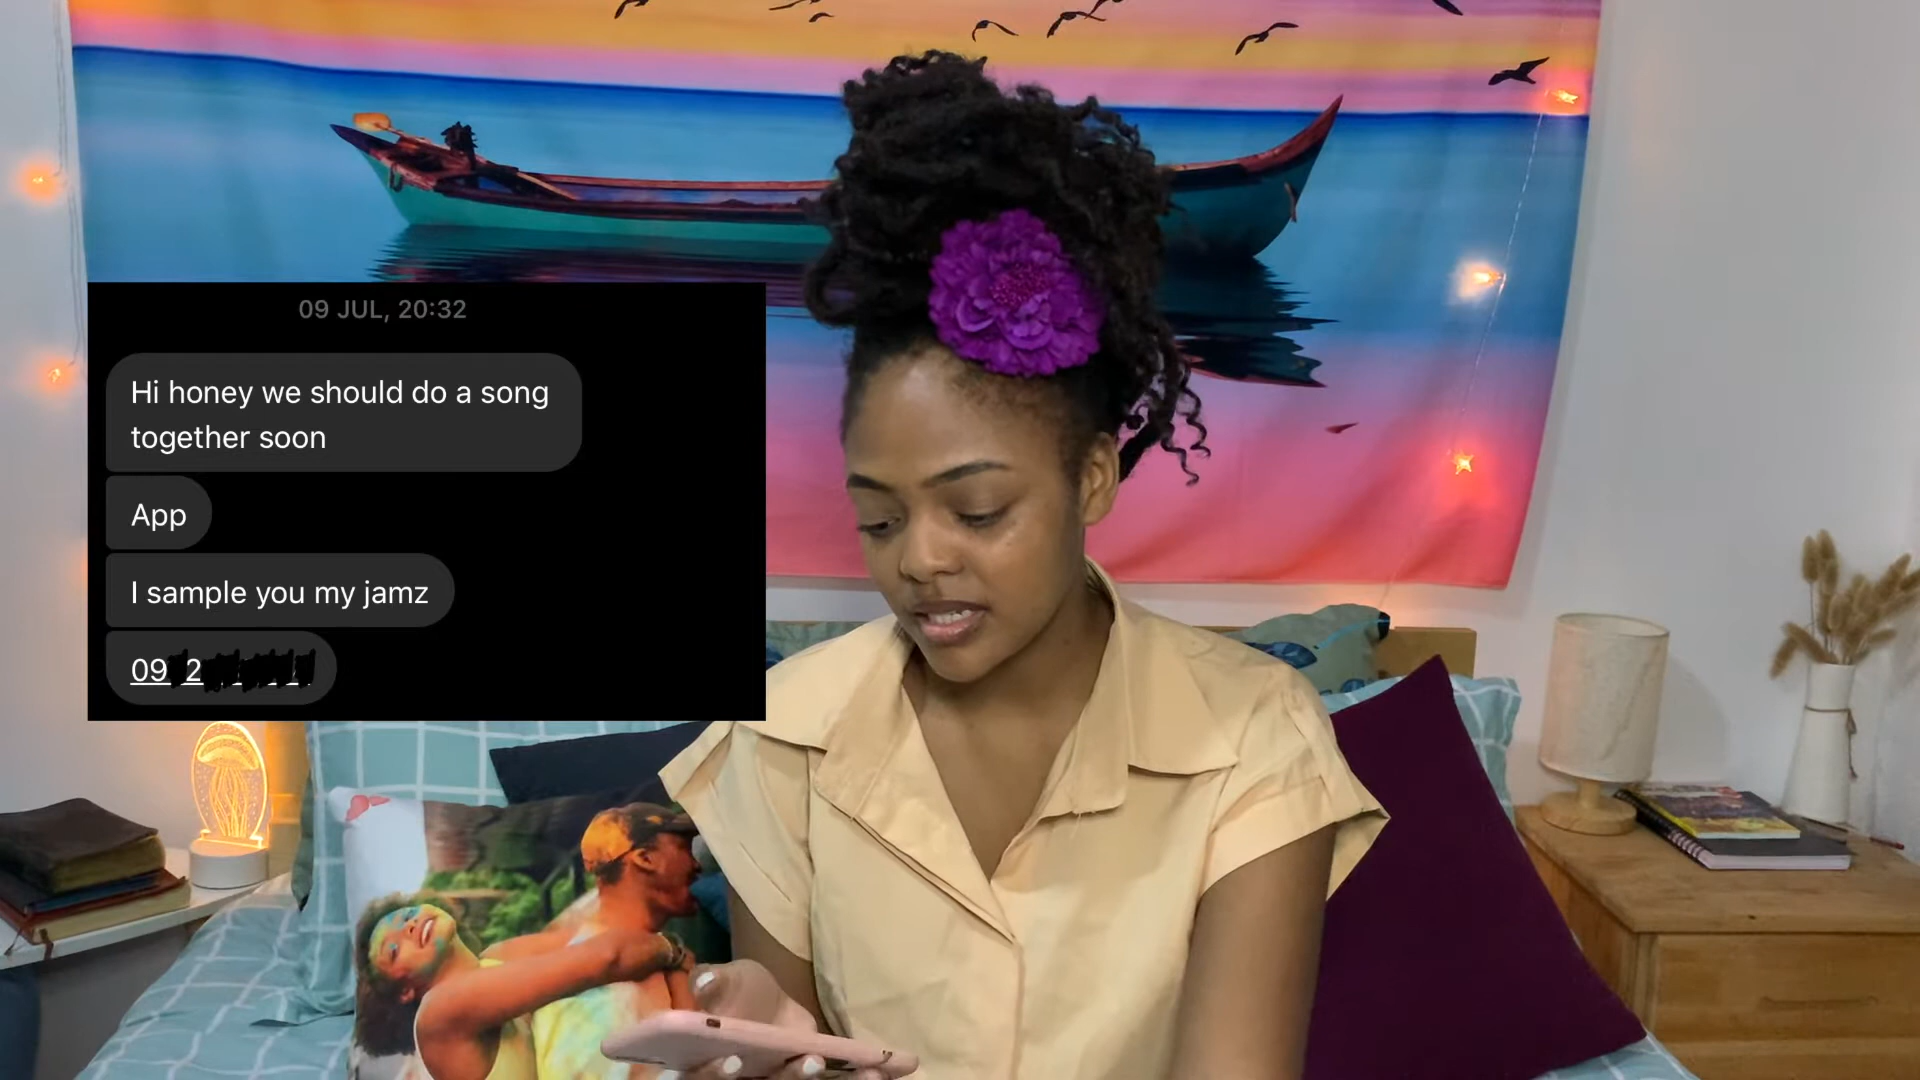 09 JUL, 20:32
Hi honey we should do a song
together soon
App
I sample you my jamz
09 2